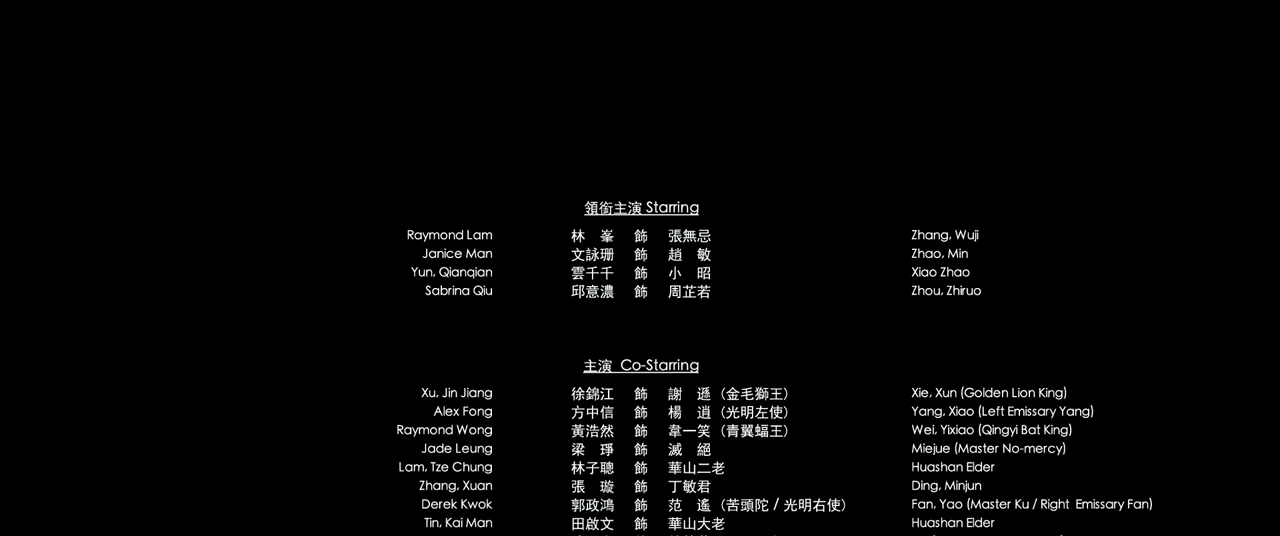 領銜主演 Starring
Raymond Lam 林 峯 飾 張無忌 Zhang, Wuji
Janice Man 文詠珊 飾 趙 敏 Zhao, Min
Yun, Qianqian 雲千千 飾 小 昭 Xiao Zhao
Sabrina Qiu 邱意濃 飾 周芷若 Zhou, Zhiruo
主演 Co-Starring
Xu, Jin Jiang 徐錦江 飾 謝 遜（金毛獅王） Xie, Xun (Golden Lion King)
Alex Fong 方中信 飾 楊 逍（光明左使） Yang, Xiao (Left Emissary Yang)
Raymond Wong 黃浩然 飾 韋一笑（青翼蝠王） Wei, Yixiao (Qingyi Bat King)
Jade Leung 梁 琤 飾 滅 絕 Miejue (Master No-mercy)
Lam, Tze Chung 林子聰 飾 華山二老 Huashan Elder
Zhang, Xuan 張 璇 飾 丁敏君 Ding, Minjun
Derek Kwok 郭政鴻 飾 范 遙（苦頭陀 / 光明右使） Fan, Yao (Master Ku / Right Emissary Fan)
Tin, Kai Man 田啟文 飾 華山大老 Huashan Elder